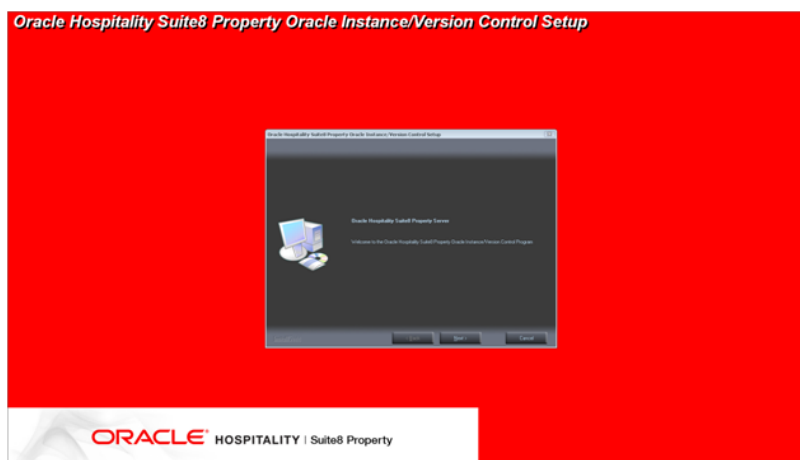 Oracle Hospitality Suite8 Property Oracle Instance/Version Control Setup
Oracle Hospitality Suite8 Property Oracle Instance/Version Control Setup
Oracle Hospitality Suite8 Property Server
Welcome to the Oracle Hospitality Suite8 Property Oracle Instance/Version Control Program
Next >
Cancel
ORACLE® HOSPITALITY | Suite8 Property